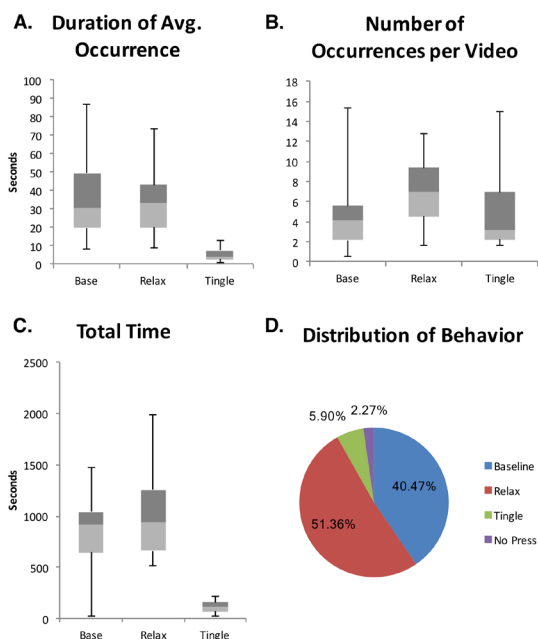 A. Duration of Avg.
Occurrence
100
90
80
70
60
50
40
30
20
10
0
Seconds
Base Relax Tingle
B. Number of
Occurrences per Video
18
16
14
12
10
8
6
4
2
0
Base Relax Tingle
C. Total Time
2500
2000
1500
1000
500
0
Seconds
Base Relax Tingle
D. Distribution of Behavior
5.90% 2.27%
40.47%
51.36%
Baseline
Relax
Tingle
No Press